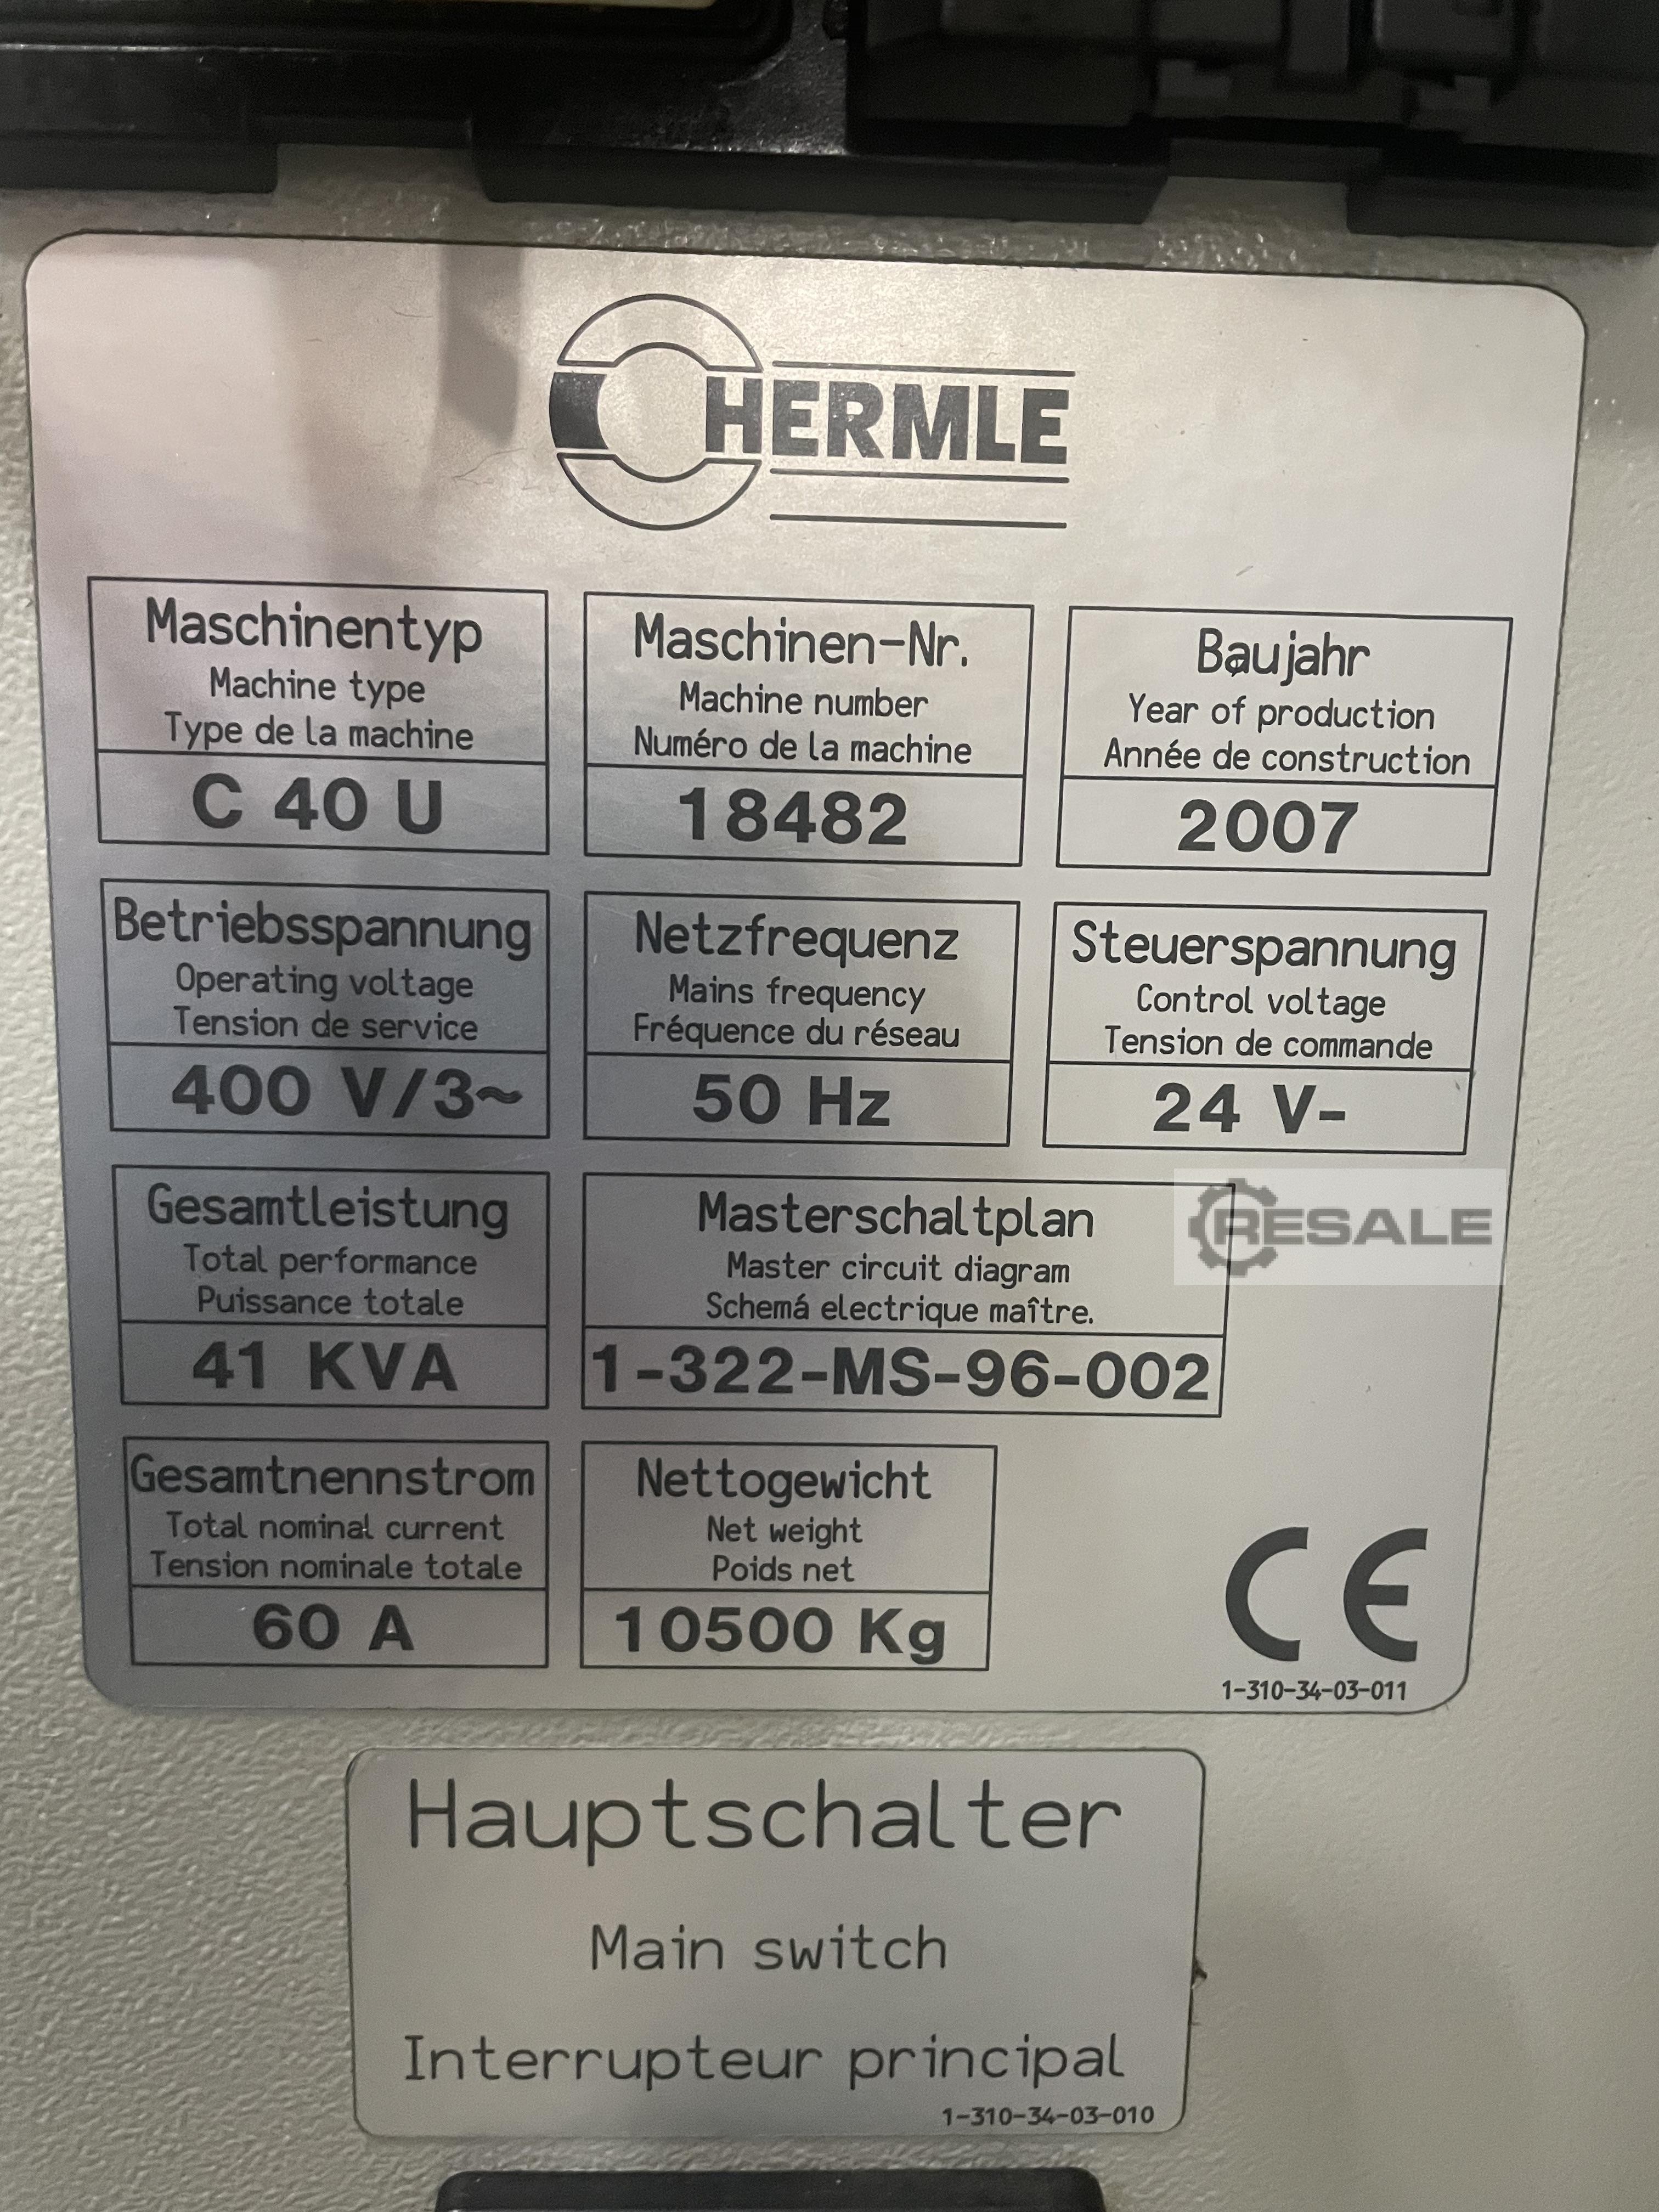 HERMLE
Maschinentyp
Machine type
Type de la machine
C 40 U
Maschinen-Nr.
Machine number
Numéro de la machine
18482
Baujahr
Year of production
Année de construction
2007
Betriebsspannung
Operating voltage
Tension de service
400 V/3~
Netzfrequenz
Mains frequency
Fréquence du réseau
50 Hz
Steuerspannung
Control voltage
Tension de commande
24 V-
Gesamtleistung
Total performance
Puissance totale
41 KVA
Masterschaltplan
Master circuit diagram
Schemá electrique maître.
1-322-MS-96-002
RESALE
Gesamtnennstrom
Total nominal current
Tension nominale totale
60 A
Nettogewicht
Net weight
Poids net
10500 Kg
CE
1-310-34-03-011
Hauptschalter
Main switch
Interrupteur principal
1-310-34-03-010